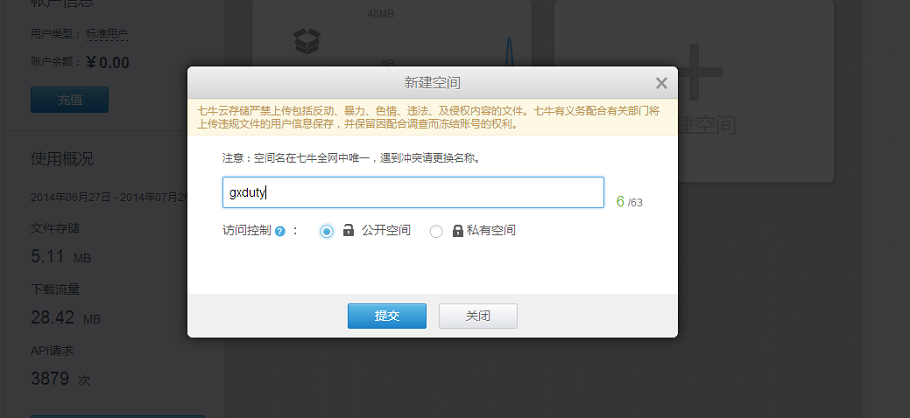 帐户信息
用户类型：标准用户
账户余额：¥0.00
充值
使用概况
2014年06月27日 - 2014年07月26
文件存储
5.11 MB
下载流量
28.42 MB
API请求
3879 次
48MB
0B
建空间
新建空间
七牛云存储严禁上传包括反动、暴力、色情、违法、及侵权内容的文件。七牛有义务配合有关部门将
上传违规文件的用户信息保存，并保留因配合调查而冻结账号的权利。
注意：空间名在七牛全网中唯一，遇到冲突请更换名称。
gxduty
6 /63
访问控制 ? ： 公开空间 私有空间
提交 关闭